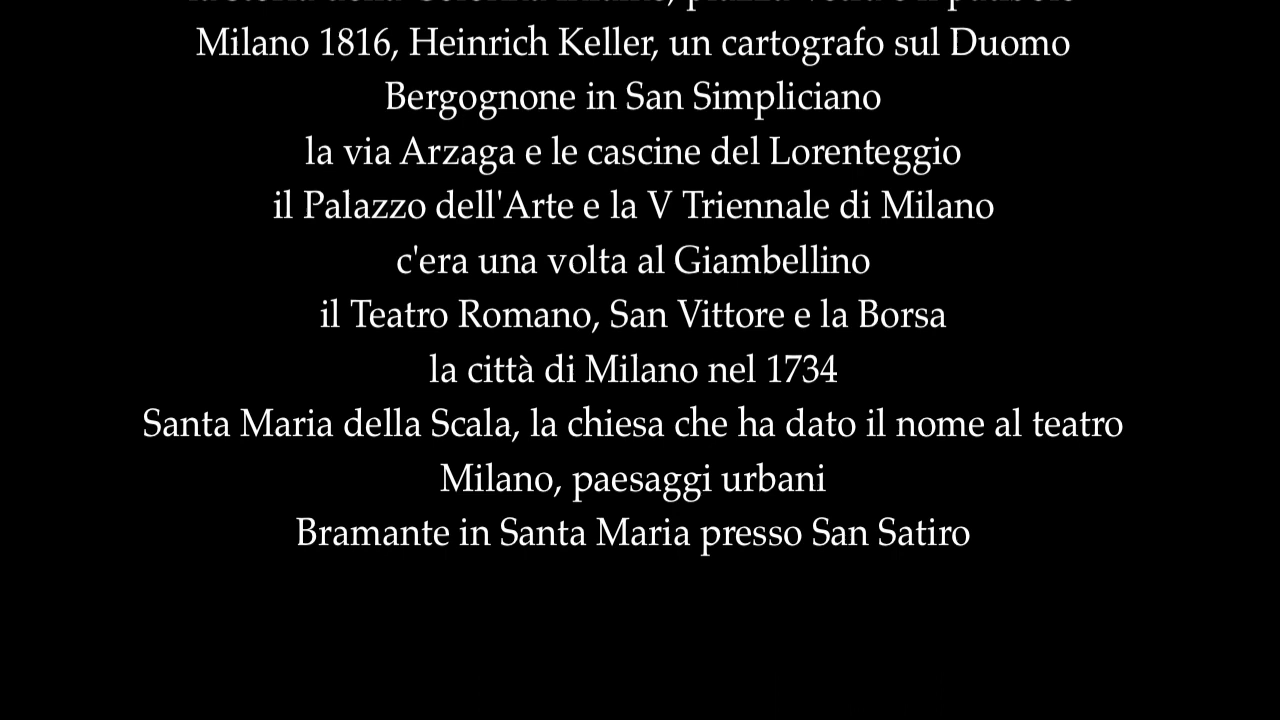 Milano 1816, Heinrich Keller, un cartografo sul Duomo
Bergognone in San Simpliciano
la via Arzaga e le cascine del Lorenteggio
il Palazzo dell'Arte e la V Triennale di Milano
c'era una volta al Giambellino
il Teatro Romano, San Vittore e la Borsa
la città di Milano nel 1734
Santa Maria della Scala, la chiesa che ha dato il nome al teatro
Milano, paesaggi urbani
Bramante in Santa Maria presso San Satiro